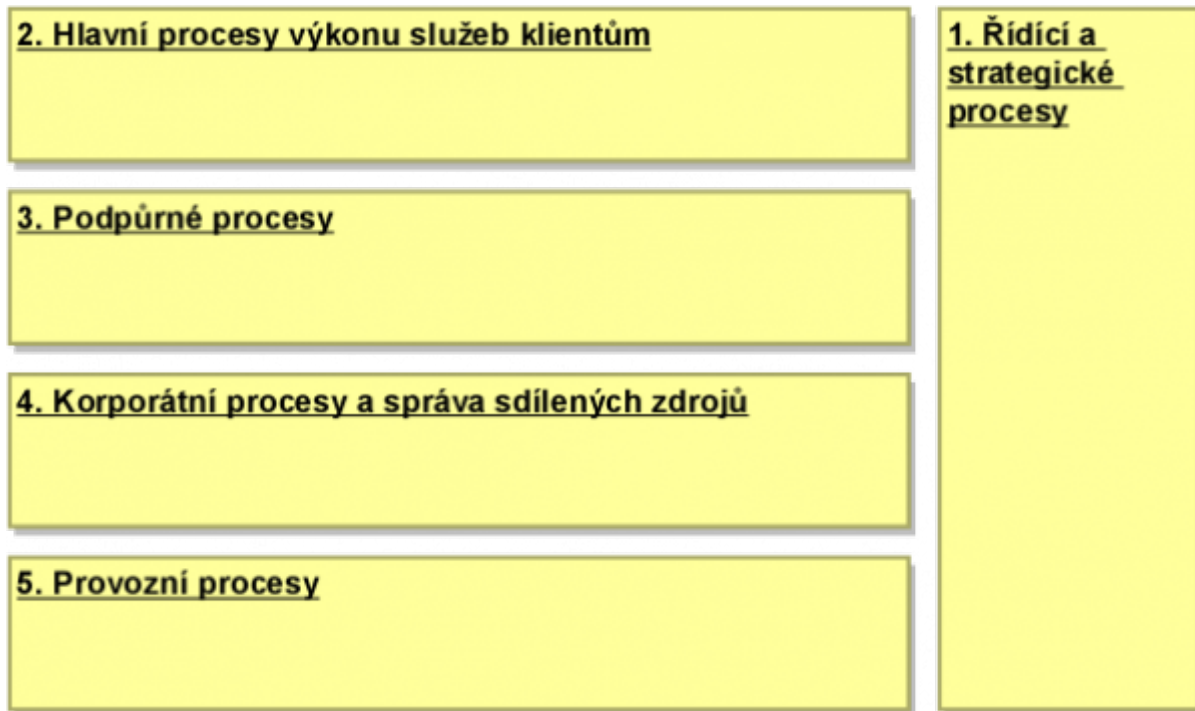 2. Hlavní procesy výkonu služeb klientům
1. Řídící a
strategické
procesy
3. Podpůrné procesy
4. Korporátní procesy a správa sdílených zdrojů
5. Provozní procesy